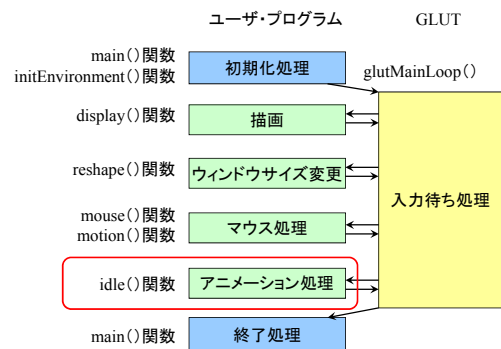 ユーザ・プログラム GLUT
main()関数
initEnvironment()関数
初期化処理
glutMainLoop()
display()関数
描画
reshape()関数
ウィンドウサイズ変更
入力待ち処理
mouse()関数
motion()関数
マウス処理
idle()関数
アニメーション処理
main()関数
終了処理